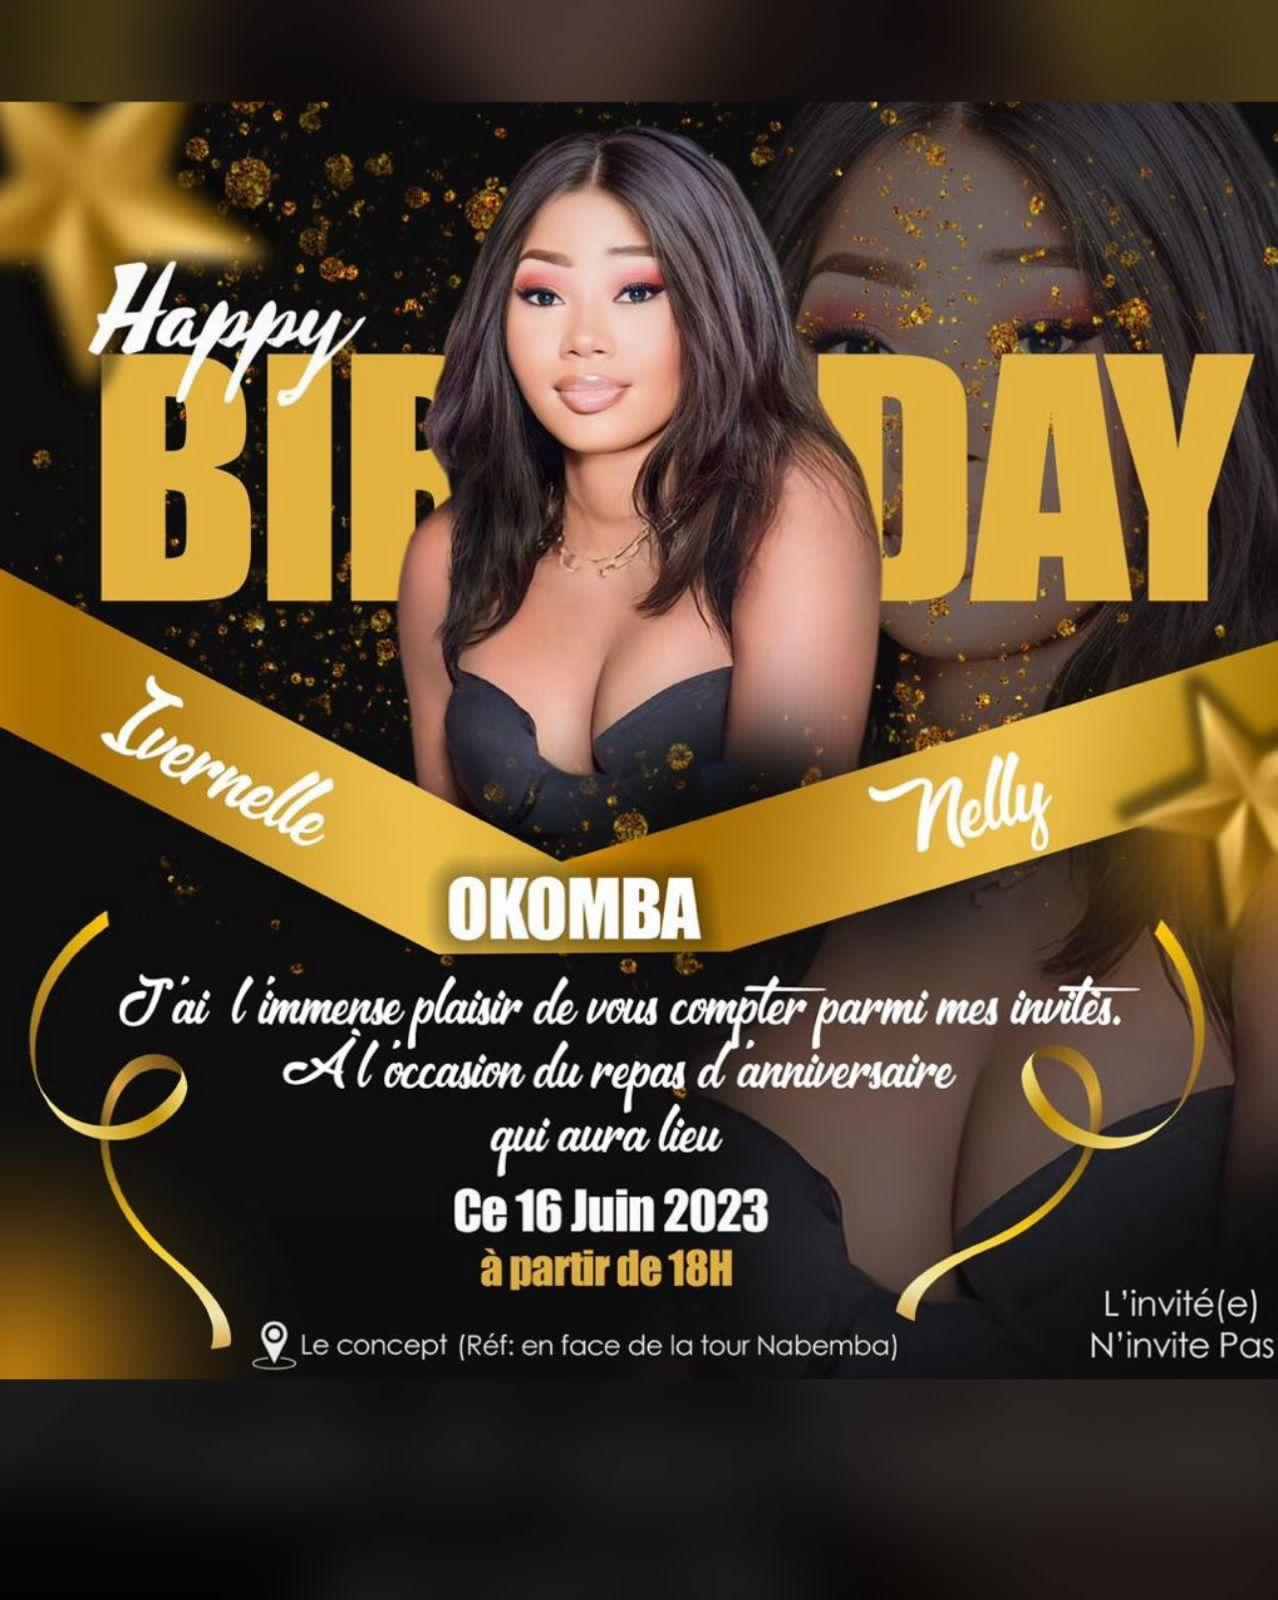 Happy
BIR DAY
Ivernelle
Nelly
OKOMBA
J'ai l'immense plaisir de vous compter parmi mes invités.
À l'occasion du repas d'anniversaire
qui aura lieu
Ce 16 Juin 2023
à partir de 18H
Le concept (Réf: en face de la tour Nabemba)
L'invité(e)
N'invite Pas